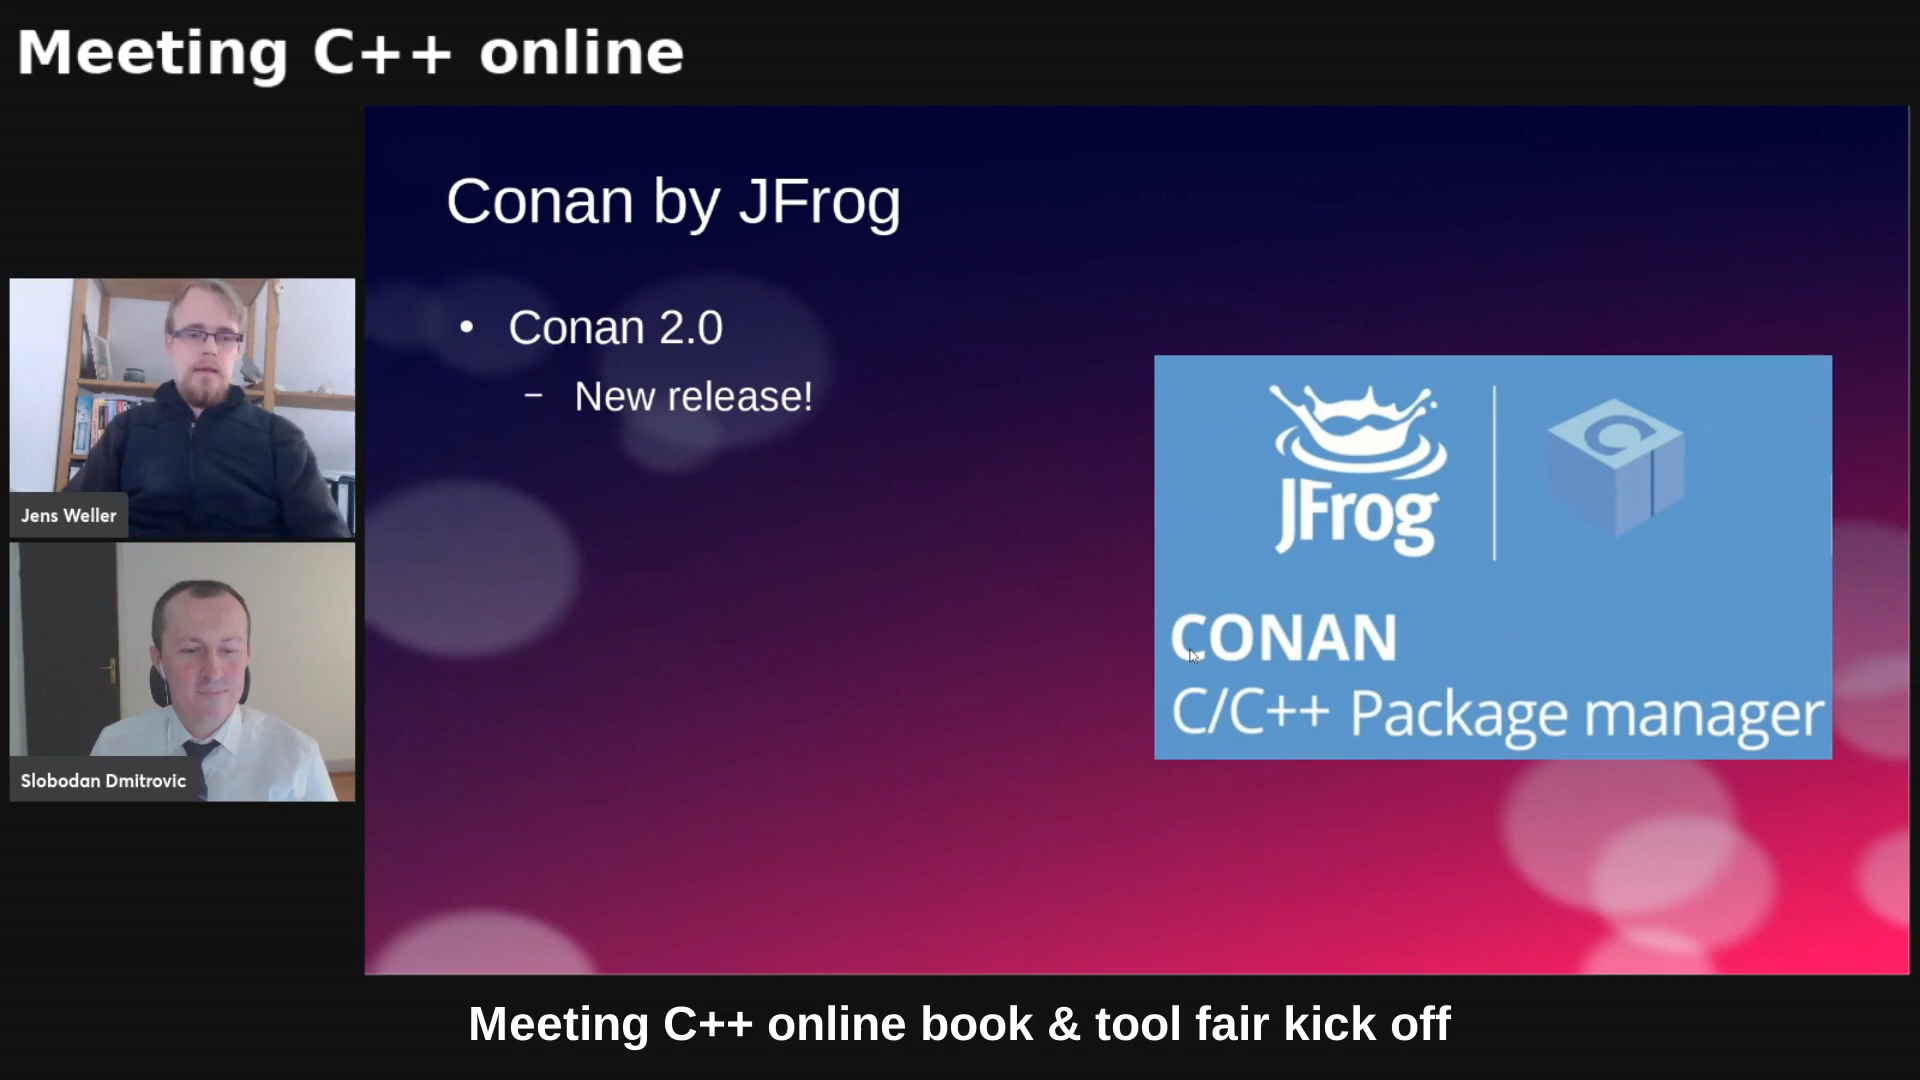 Meeting C++ online
Conan by JFrog
• Conan 2.0
– New release!
JFrog
CONAN
C/C++ Package manager
Jens Weller
Slobodan Dmitrovic
Meeting C++ online book & tool fair kick off